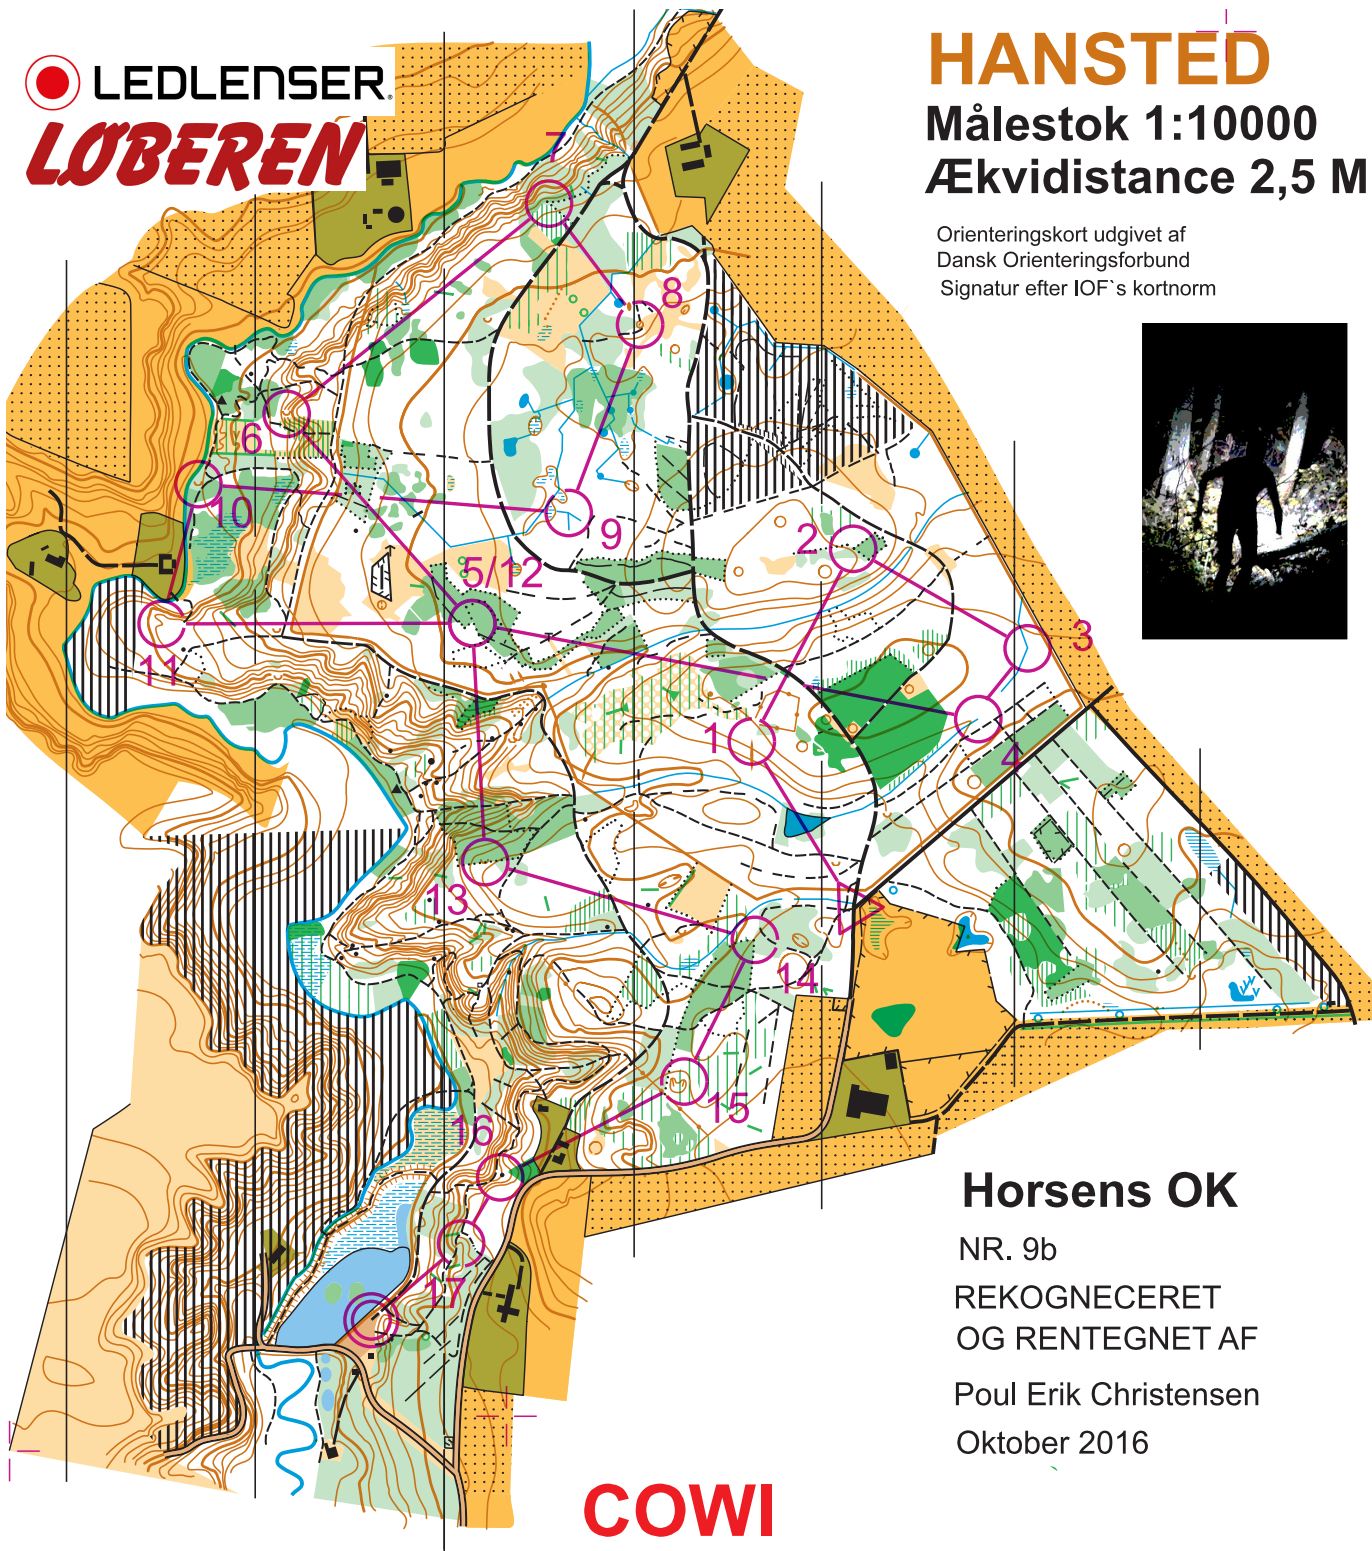 LEDLENSER
LØBEREN
HANSTED
Målestok 1:10000
Ækvidistance 2,5 M
Orienteringskort udgivet af
Dansk Orienteringsforbund
Signatur efter IOF`s kortnorm
7
8
6
10
9
2
5/12
3
11
1
4
13
14
15
16
17
Horsens OK
NR. 9b
REKOGNECERET
OG RENTEGNET AF
Poul Erik Christensen
Oktober 2016
COWI